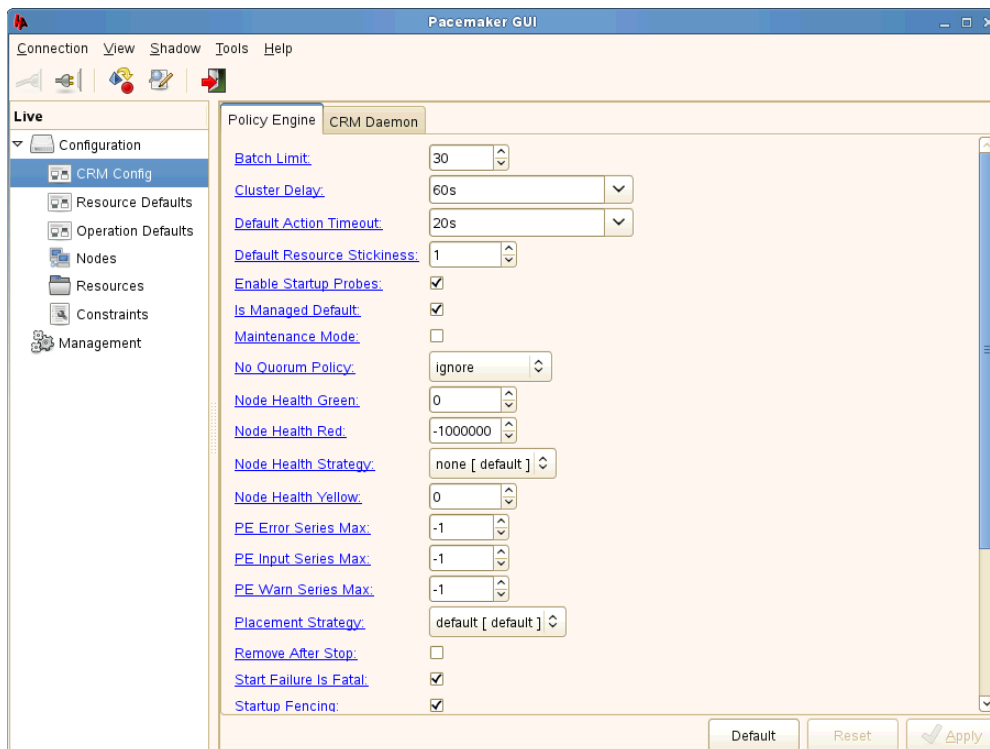 Pacemaker GUI
Connection View Shadow Tools Help
Live
Configuration
CRM Config
Resource Defaults
Operation Defaults
Nodes
Resources
Constraints
Management
Policy Engine CRM Daemon
Batch Limit: 30
Cluster Delay: 60s
Default Action Timeout: 20s
Default Resource Stickiness: 1
Enable Startup Probes:
Is Managed Default:
Maintenance Mode:
No Quorum Policy: ignore
Node Health Green: 0
Node Health Red: -1000000
Node Health Strategy: none [ default ]
Node Health Yellow: 0
PE Error Series Max: -1
PE Input Series Max: -1
PE Warn Series Max: -1
Placement Strategy: default [ default ]
Remove After Stop:
Start Failure Is Fatal:
Startup Fencing:
Default Reset Apply